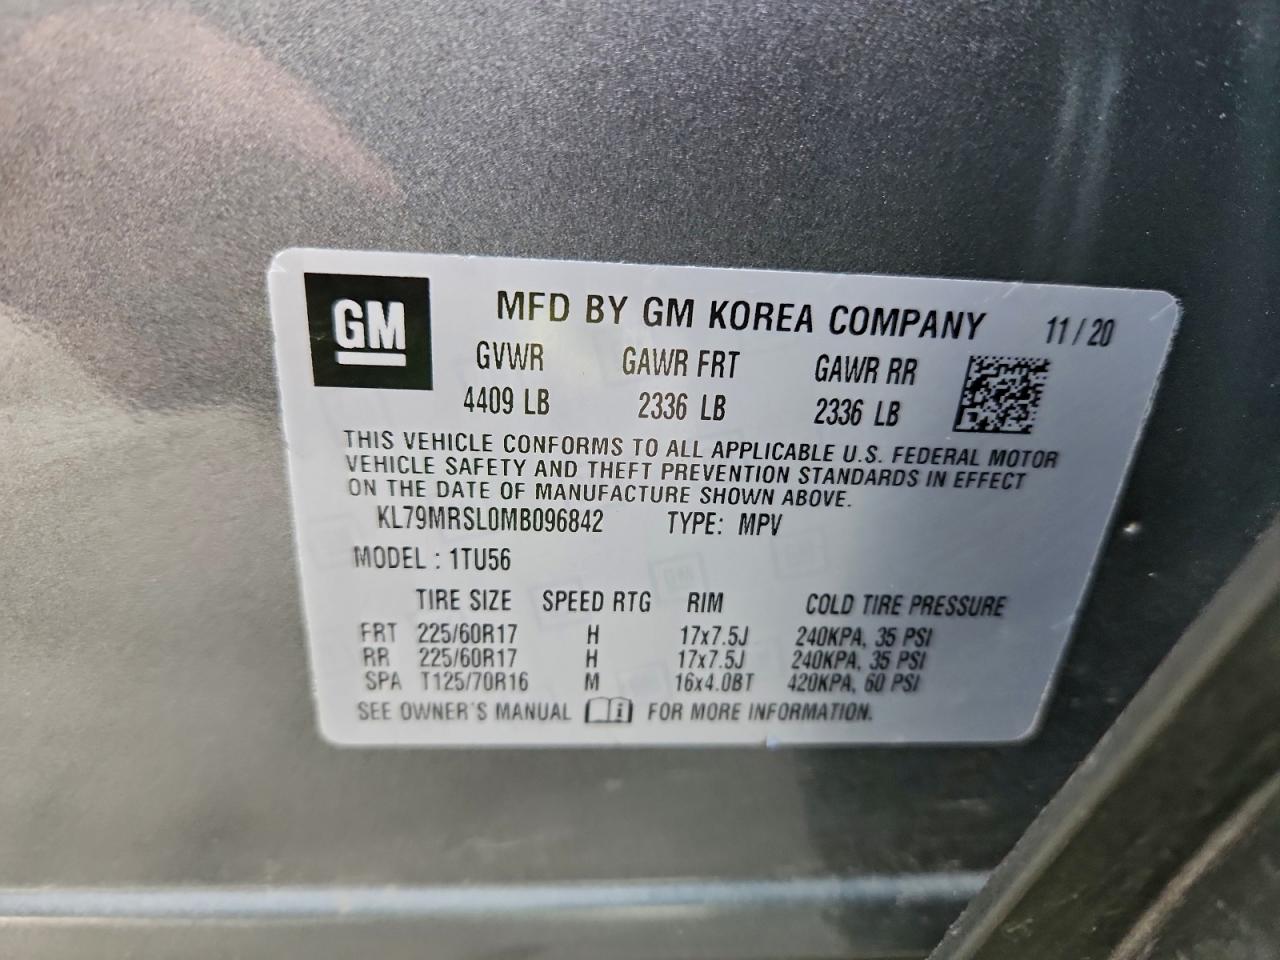 GM
MFD BY GM KOREA COMPANY 11/20
GVWR GAWR FRT GAWR RR
4409 LB 2336 LB 2336 LB
THIS VEHICLE CONFORMS TO ALL APPLICABLE U.S. FEDERAL MOTOR
VEHICLE SAFETY AND THEFT PREVENTION STANDARDS IN EFFECT
ON THE DATE OF MANUFACTURE SHOWN ABOVE.
KL79MRSL0MB096842 TYPE: MPV
MODEL : 1TU56
TIRE SIZE SPEED RTG RIM COLD TIRE PRESSURE
FRT 225/60R17 H 17x7.5J 240KPA, 35 PSI
RR 225/60R17 H 17x7.5J 240KPA, 35 PSI
SPA T125/70R16 M 16x4.0BT 420KPA, 60 PSI
SEE OWNER'S MANUAL i FOR MORE INFORMATION.